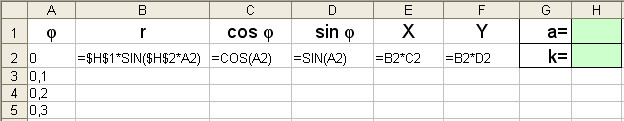 A B C D E F G H
1 φ r cos φ sin φ X Y a=
2 0 =$H$1*SIN($H$2*A2) =COS(A2) =SIN(A2) =B2*C2 =B2*D2 k=
3 0,1
4 0,2
5 0,3